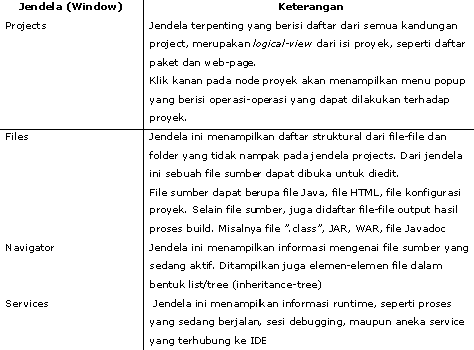 Jendela (Window) Keterangan
Projects Jendela terpenting yang berisi daftar dari semua kandungan
project, merupakan logical-view dari isi proyek, seperti daftar
paket dan web-page.
Klik kanan pada node proyek akan menampilkan menu popup
yang berisi operasi-operasi yang dapat dilakukan terhadap
proyek.
Files Jendela ini menampilkan daftar struktural dari file-file dan
folder yang tidak nampak pada jendela projects. Dari jendela
ini sebuah file sumber dapat dibuka untuk diedit.
File sumber dapat berupa file Java, file HTML, file konfigurasi
proyek. Selain file sumber, juga didaftar file-file output hasil
proses build. Misalnya file ”.class”, JAR, WAR, file Javadoc
Navigator Jendela ini menampilkan informasi mengenai file sumber yang
sedang aktif. Ditampilkan juga elemen-elemen file dalam
bentuk list/tree (inheritance-tree)
Services Jendela ini menampilkan informasi runtime, seperti proses
yang sedang berjalan, sesi debugging, maupun aneka service
yang terhubung ke IDE